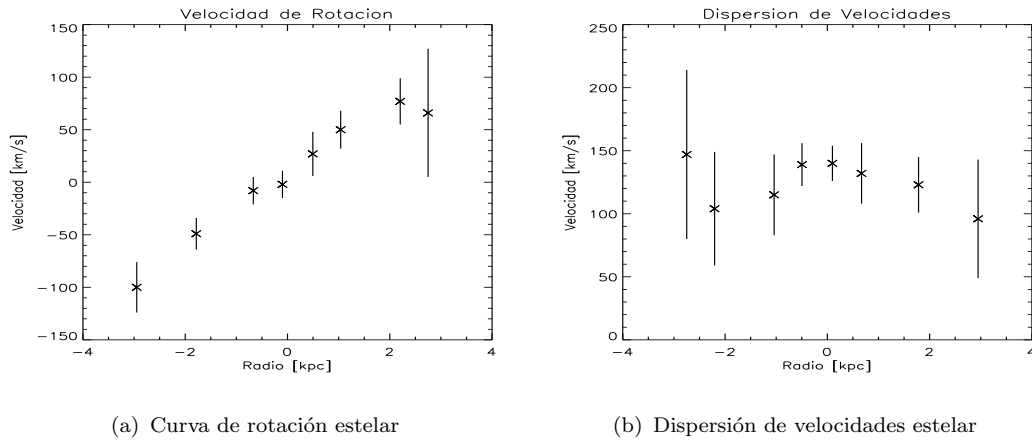 Velocidad de Rotacion
150
100
50
0
−50
−100
−150
Velocidad [km/s]
−4 −2 0 2 4
Radio [kpc]
(a) Curva de rotación estelar
Dispersion de Velocidades
250
200
150
100
50
0
Velocidad [km/s]
−4 −2 0 2 4
Radio [kpc]
(b) Dispersión de velocidades estelar